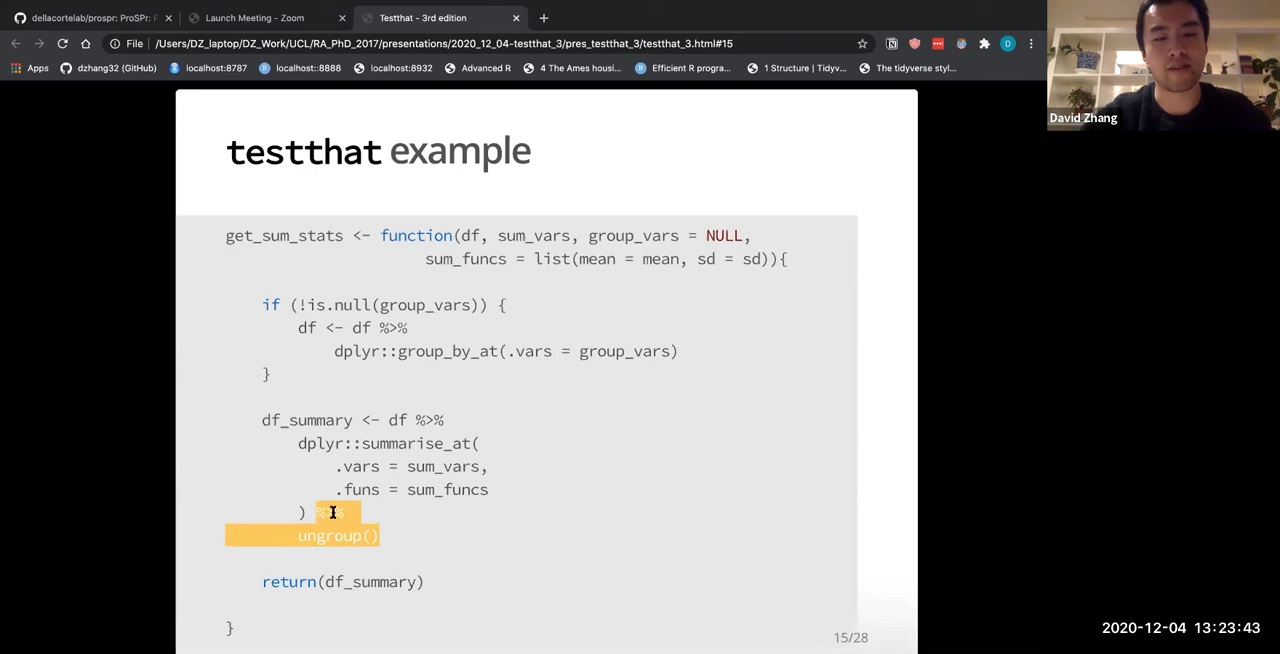 dellacortelab/prospr: ProSPr: P
Launch Meeting - Zoom
Testthat - 3rd edition
File
/Users/DZ_laptop/DZ_Work/UCL/RA_PhD_2017/presentations/2020_12_04-testthat_3/pres_testthat_3/testthat_3.html#15
D
Apps
dzhang32 (GitHub)
localhost:8787
localhost::8888
localhost:8932
Advanced R
4 The Ames housi...
Efficient R progra...
1 Structure | Tidyv...
The tidyverse styl...
David Zhang
testthat example
get_sum_stats <- function(df, sum_vars, group_vars = NULL,
sum_funcs = list(mean = mean, sd = sd)){
if (!is.null(group_vars)) {
df <- df %>%
dplyr::group_by_at(.vars = group_vars)
}
df_summary <- df %>%
dplyr::summarise_at(
.vars = sum_vars,
.funs = sum_funcs
) %>%
ungroup()
return(df_summary)
}
15/28
2020-12-04 13:23:43